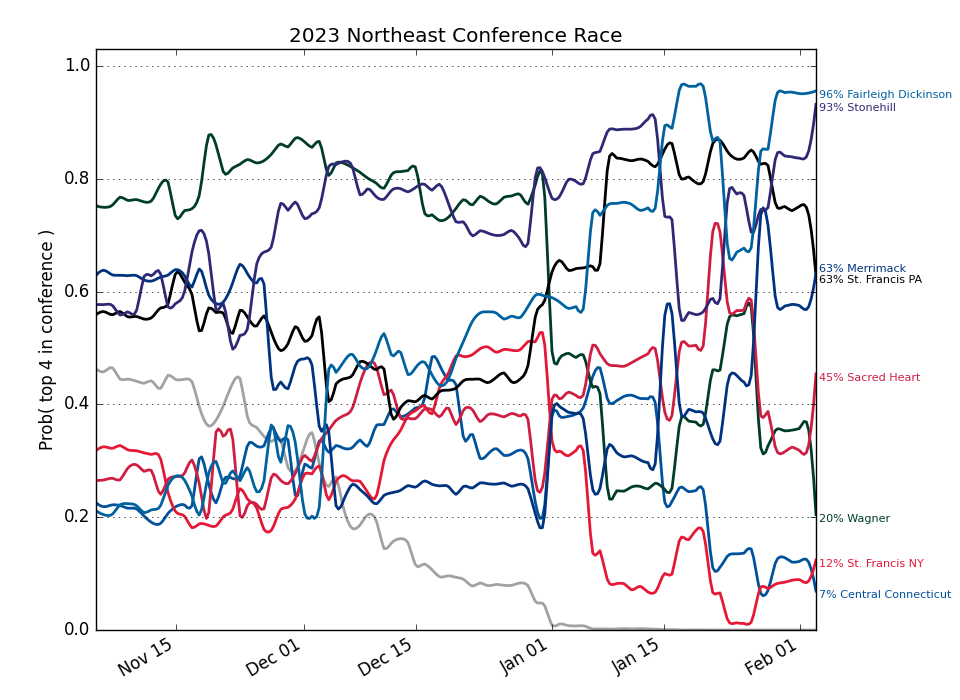 2023 Northeast Conference Race
Prob( top 4 in conference )
1.0
0.8
0.6
0.4
0.2
0.0
Nov 15
Dec 01
Dec 15
Jan 01
Jan 15
Feb 01
96% Fairleigh Dickinson
93% Stonehill
63% Merrimack
63% St. Francis PA
45% Sacred Heart
20% Wagner
12% St. Francis NY
7% Central Connecticut